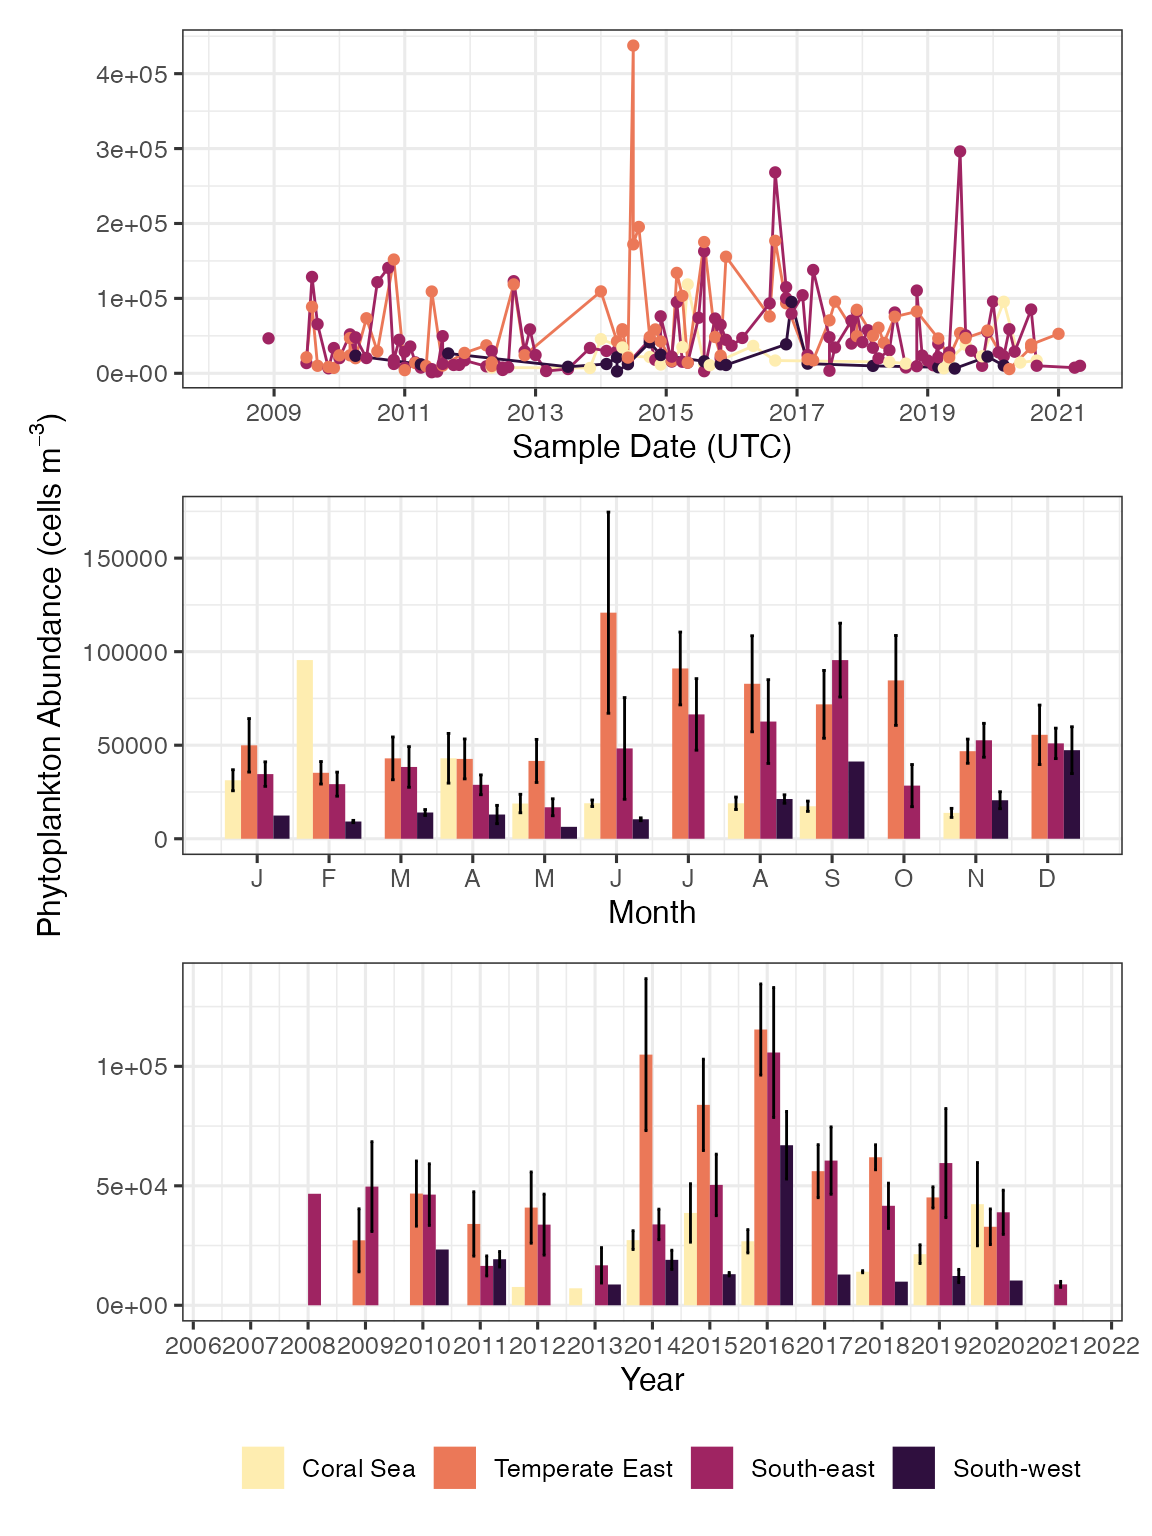 Phytoplankton Abundance (cells m⁻³)
4e+05
3e+05
2e+05
1e+05
0e+00
2009 2011 2013 2015 2017 2019 2021
Sample Date (UTC)
150000
100000
50000
0
J F M A M J J A S O N D
Month
1e+05
5e+04
0e+00
2006 2007 2008 2009 2010 2011 2012 2013 2014 2015 2016 2017 2018 2019 2020 2021 2022
Year
Coral Sea Temperate East South-east South-west